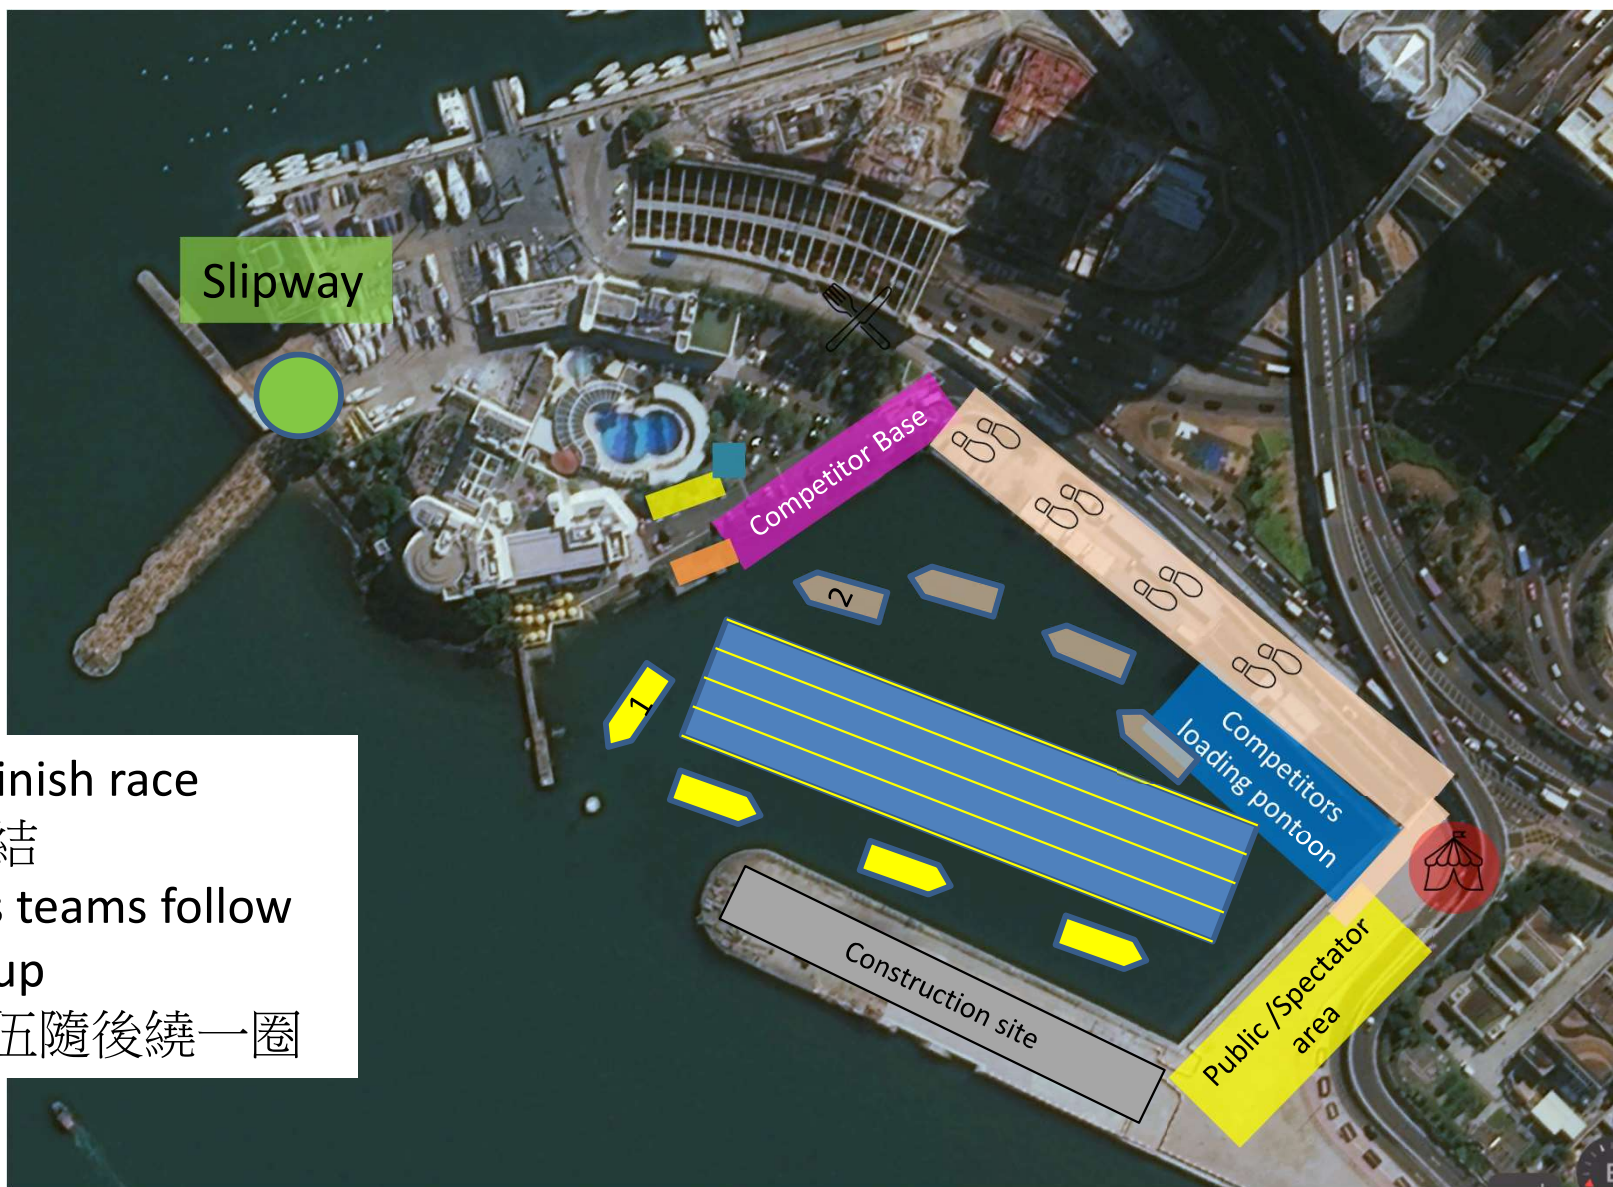 Slipway
Competitor Base
2
1
Competitors
loading pontoon
inish race
結
s teams follow
up
五隨後繞一圈
Construction site
Public /Spectator
area